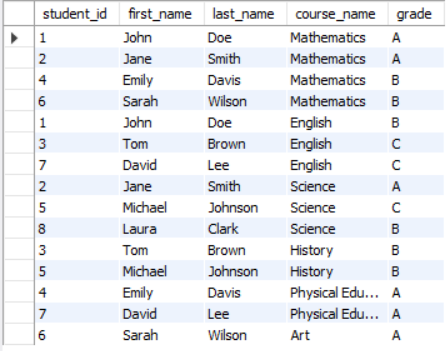 student_id first_name last_name course_name grade
1 John Doe Mathematics A
2 Jane Smith Mathematics A
4 Emily Davis Mathematics B
6 Sarah Wilson Mathematics B
1 John Doe English B
3 Tom Brown English C
7 David Lee English C
2 Jane Smith Science A
5 Michael Johnson Science C
8 Laura Clark Science B
3 Tom Brown History B
5 Michael Johnson History B
4 Emily Davis Physical Edu... A
7 David Lee Physical Edu... A
6 Sarah Wilson Art A